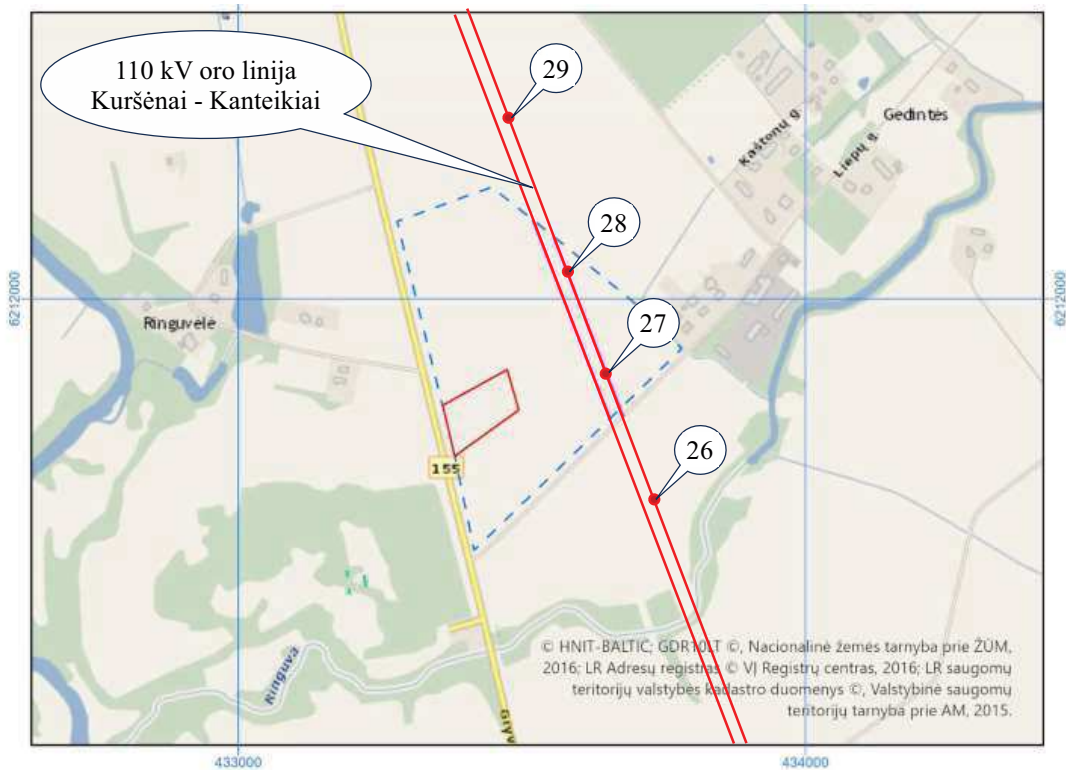 110 kV oro linija
Kuršėnai - Kanteikiai
29
Gedintės
Kaštonų g.
Liepų g.
28
6212000
6212000
27
Ringuvėlė
26
155
© HNIT-BALTIC; GDR10LT ©, Nacionalinė žemės tarnyba prie ŽŪM,
2016; LR Adresų registras © VĮ Registrų centras, 2016; LR saugomų
teritorijų valstybės kadastro duomenys ©, Valstybinė saugomų
teritorijų tarnyba prie AM, 2015.
Ringuva
433000
434000